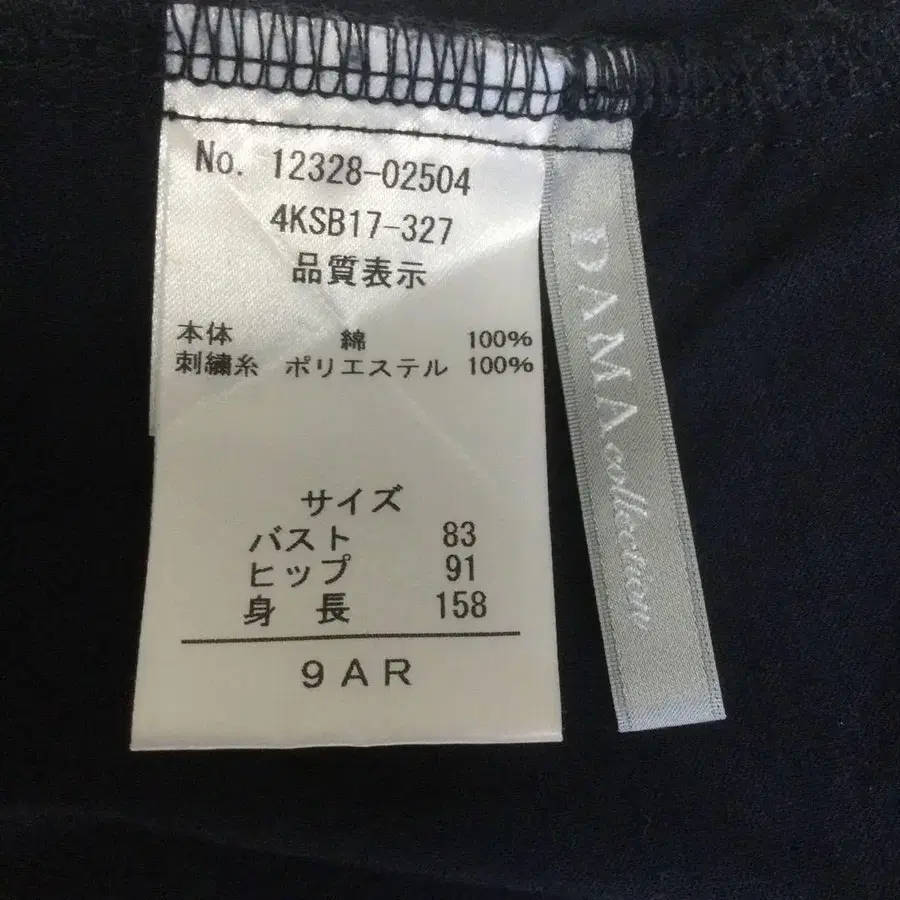 No. 12328-02504
4KSB17-327
品質表示
本体 綿 100%
刺繍糸 ポリエステル 100%
サイズ
バスト 83
ヒップ 91
身長 158
9AR
DAMAcollection